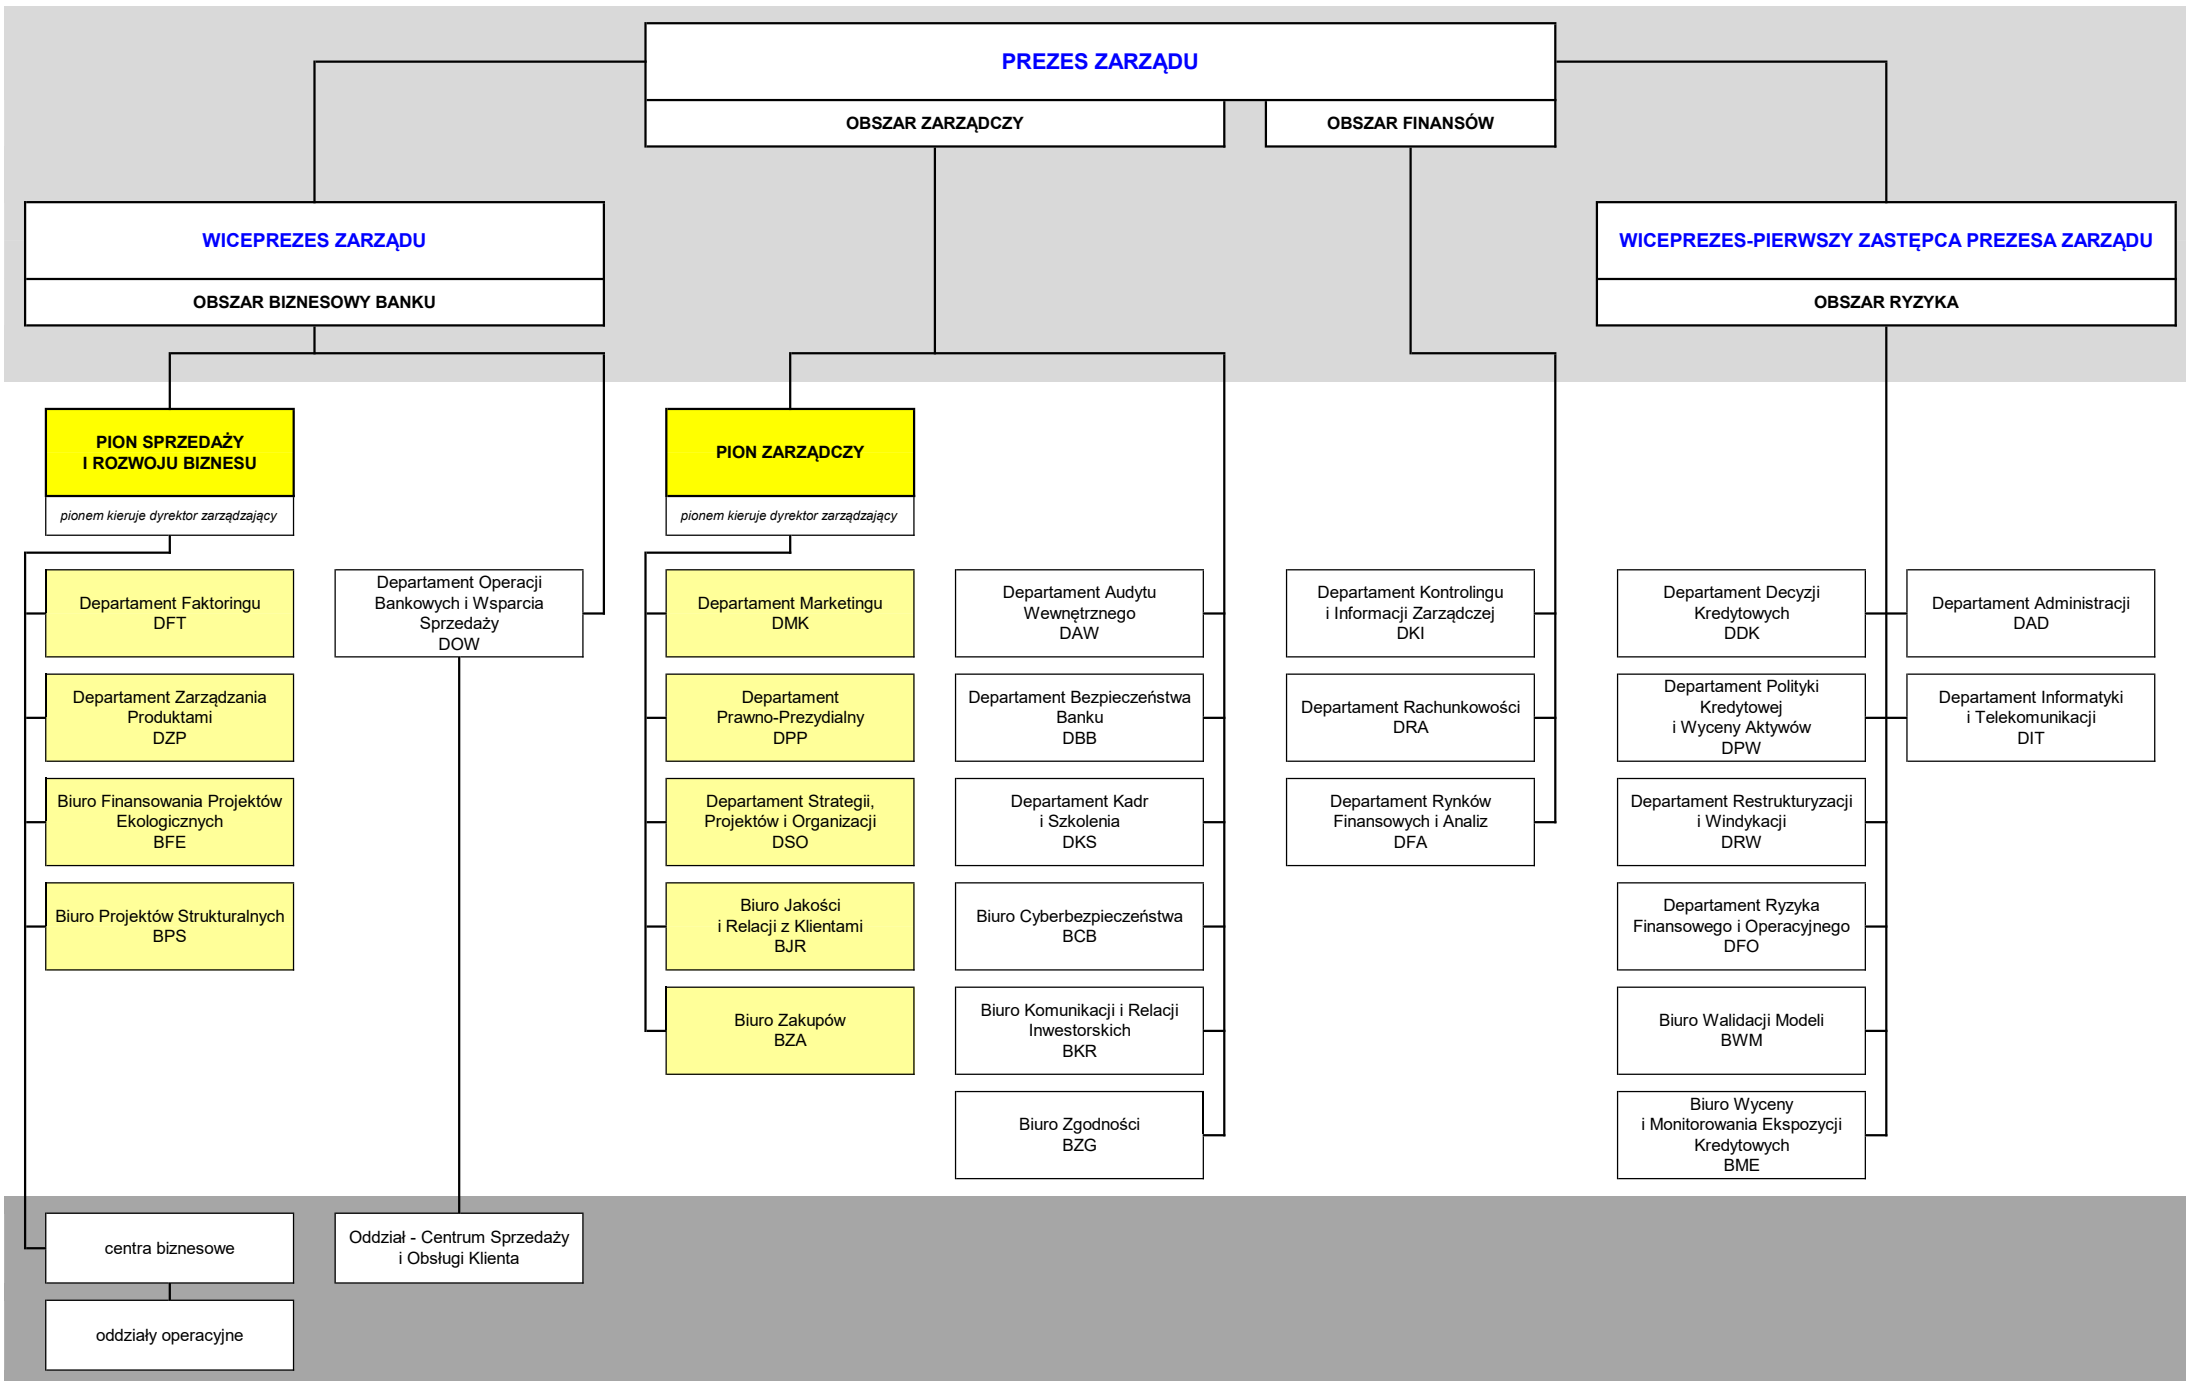 PREZES ZARZĄDU
OBSZAR ZARZĄDCZY
OBSZAR FINANSÓW
WICEPREZES ZARZĄDU
OBSZAR BIZNESOWY BANKU
WICEPREZES-PIERWSZY ZASTĘPCA PREZESA ZARZĄDU
OBSZAR RYZYKA
PION SPRZEDAŻY
I ROZWOJU BIZNESU
pionem kieruje dyrektor zarządzający
PION ZARZĄDCZY
pionem kieruje dyrektor zarządzający
Departament Faktoringu
DFT
Departament Zarządzania
Produktami
DZP
Biuro Finansowania Projektów
Ekologicznych
BFE
Biuro Projektów Strukturalnych
BPS
Departament Operacji
Bankowych i Wsparcia
Sprzedaży
DOW
Departament Marketingu
DMK
Departament
Prawno-Prezydialny
DPP
Departament Strategii,
Projektów i Organizacji
DSO
Biuro Jakości
i Relacji z Klientami
BJR
Biuro Zakupów
BZA
Departament Audytu
Wewnętrznego
DAW
Departament Bezpieczeństwa
Banku
DBB
Departament Kadr
i Szkolenia
DKS
Biuro Cyberbezpieczeństwa
BCB
Biuro Komunikacji i Relacji
Inwestorskich
BKR
Biuro Zgodności
BZG
Departament Kontrolingu
i Informacji Zarządczej
DKI
Departament Rachunkowości
DRA
Departament Rynków
Finansowych i Analiz
DFA
Departament Decyzji
Kredytowych
DDK
Departament Polityki
Kredytowej
i Wyceny Aktywów
DPW
Departament Restrukturyzacji
i Windykacji
DRW
Departament Ryzyka
Finansowego i Operacyjnego
DFO
Biuro Walidacji Modeli
BWM
Biuro Wyceny
i Monitorowania Ekspozycji
Kredytowych
BME
Departament Administracji
DAD
Departament Informatyki
i Telekomunikacji
DIT
centra biznesowe
oddziały operacyjne
Oddział - Centrum Sprzedaży
i Obsługi Klienta